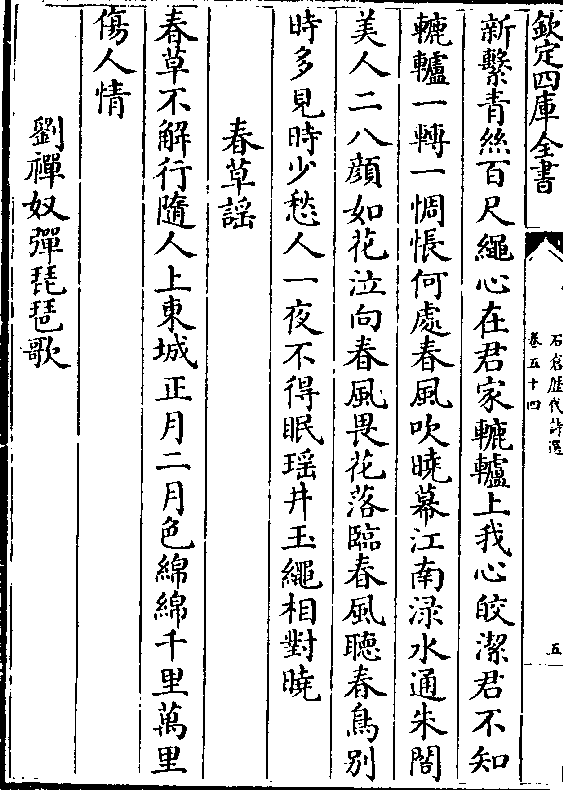 欽定四庫全書
石倉歷代詩選
卷五十四
五
新繫青絲百尺繩心在君家轆轤上我心皎潔君不知
轆轤一轉一惆悵何處春風吹曉幕江南渌水通朱閣
美人二八顔如花泣向春風畏花落臨春風聽春鳥别
時多見時少愁人一夜不得眠瑶井玉繩相對曉
春草謡
春草不解行隨人上東城正月二月色綿綿千里萬里
傷人情
劉禪奴彈琵琶歌